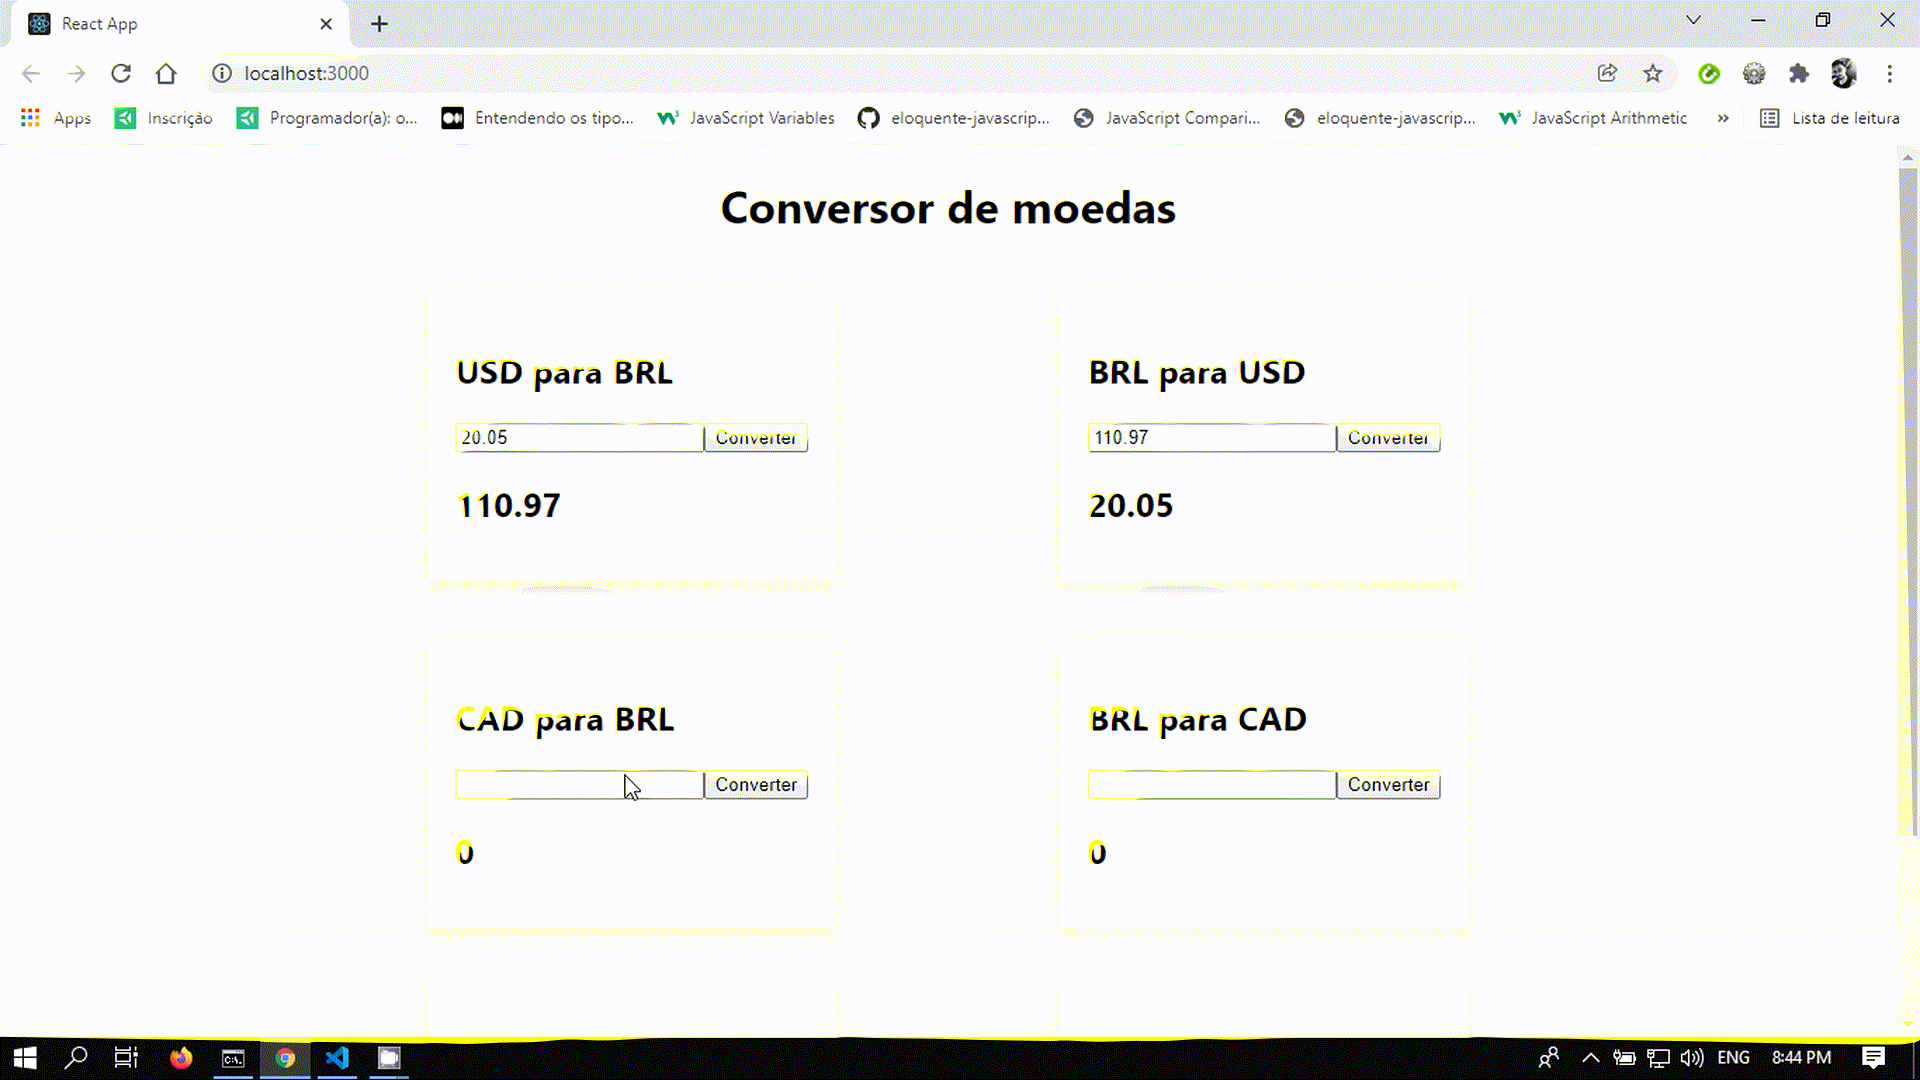 React App
localhost:3000
Apps Inscrição Programador(a): o... Entendendo os tipo... JavaScript Variables eloquente-javascrip... JavaScript Compari... eloquente-javascrip... JavaScript Arithmetic » Lista de leitura
Conversor de moedas
USD para BRL
20.05 Converter
110.97
BRL para USD
110.97 Converter
20.05
CAD para BRL
Converter
0
BRL para CAD
Converter
0
ENG 8:44 PM